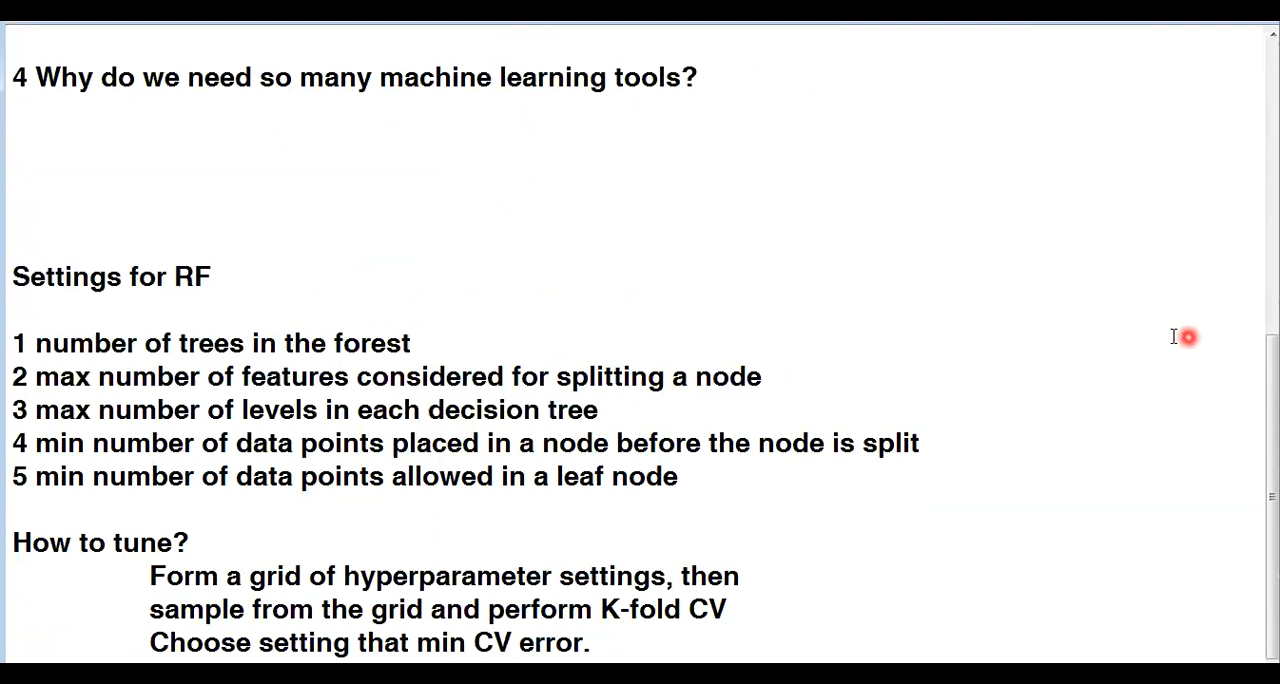 4 Why do we need so many machine learning tools?
Settings for RF
1 number of trees in the forest
2 max number of features considered for splitting a node
3 max number of levels in each decision tree
4 min number of data points placed in a node before the node is split
5 min number of data points allowed in a leaf node
How to tune?
Form a grid of hyperparameter settings, then
sample from the grid and perform K-fold CV
Choose setting that min CV error.